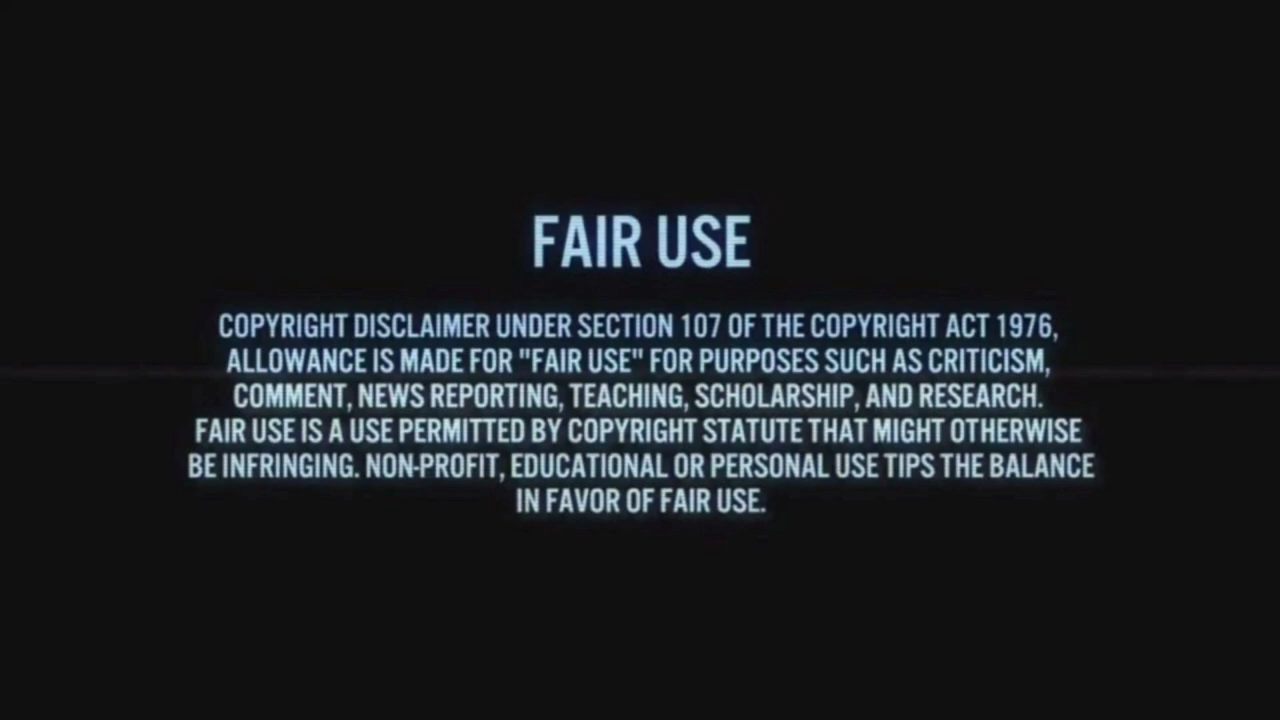 FAIR USE
COPYRIGHT DISCLAIMER UNDER SECTION 107 OF THE COPYRIGHT ACT 1976,
ALLOWANCE IS MADE FOR "FAIR USE" FOR PURPOSES SUCH AS CRITICISM,
COMMENT, NEWS REPORTING, TEACHING, SCHOLARSHIP, AND RESEARCH.
FAIR USE IS A USE PERMITTED BY COPYRIGHT STATUTE THAT MIGHT OTHERWISE
BE INFRINGING. NON-PROFIT, EDUCATIONAL OR PERSONAL USE TIPS THE BALANCE
IN FAVOR OF FAIR USE.